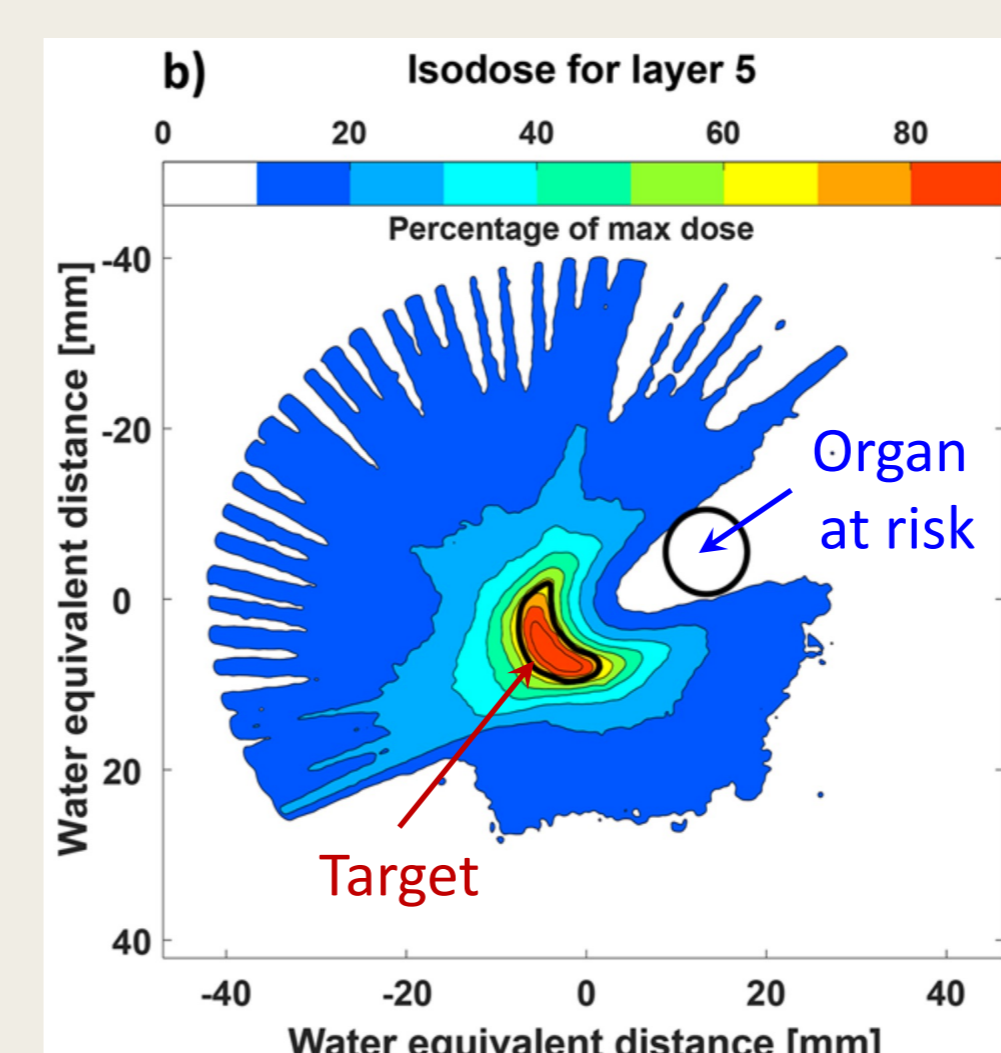 b)
Isodose for layer 5
0 20 40 60 80
Percentage of max dose
Water equivalent distance [mm]
-40
-20
0
20
40
Organ
at risk
Target
-40 -20 0 20 40
Water equivalent distance [mm]